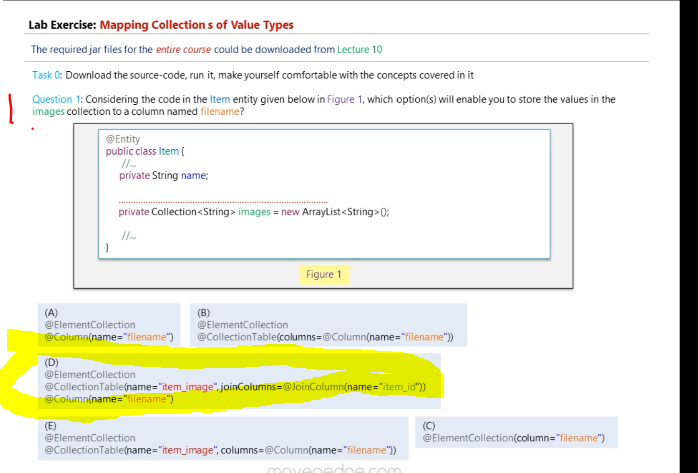 Lab Exercise: Mapping Collection s of Value Types
The required jar files for the entire course could be downloaded from Lecture 10
Task 0: Download the source-code, run it, make yourself comfortable with the concepts covered in it
Question 1: Considering the code in the Item entity given below in Figure 1, which option(s) will enable you to store the values in the
images collection to a column named filename?
@Entity
public class Item {
//...
private String name;
private Collection<String> images = new ArrayList<String>();
//...
}
Figure 1
(A)
@ElementCollection
@Column(name="filename")
(B)
@ElementCollection
@CollectionTable(columns=@Column(name="filename"))
(D)
@ElementCollection
@CollectionTable(name="item_image", joinColumns=@JoinColumn(name="item_id"))
@Column(name="filename")
(E)
@ElementCollection
@CollectionTable(name="item_image", columns=@Column(name="filename"))
(C)
@ElementCollection(column="filename")